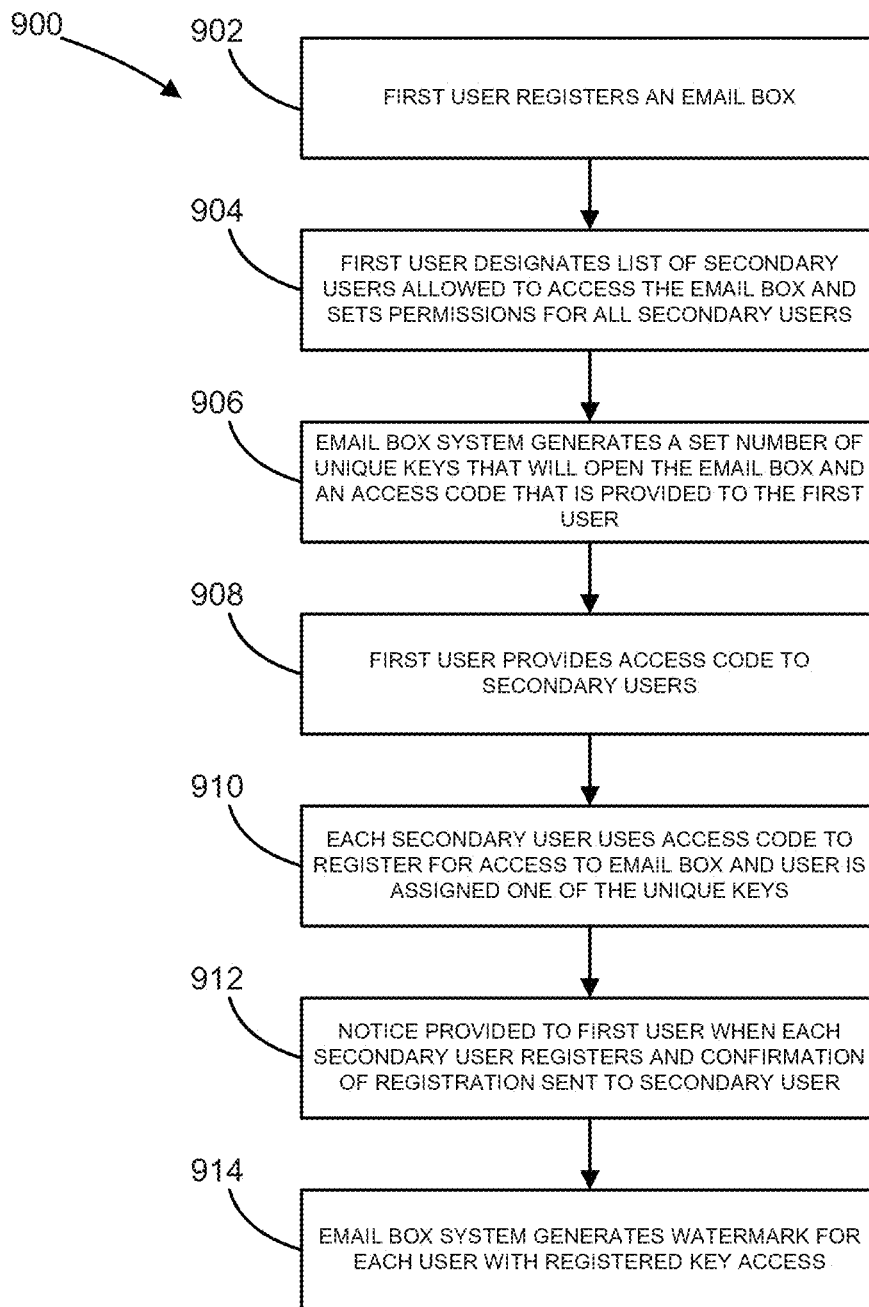 900
902
FIRST USER REGISTERS AN EMAIL BOX
904
FIRST USER DESIGNATES LIST OF SECONDARY
USERS ALLOWED TO ACCESS THE EMAIL BOX AND
SETS PERMISSIONS FOR ALL SECONDARY USERS
906
EMAIL BOX SYSTEM GENERATES A SET NUMBER OF
UNIQUE KEYS THAT WILL OPEN THE EMAIL BOX AND
AN ACCESS CODE THAT IS PROVIDED TO THE FIRST
USER
908
FIRST USER PROVIDES ACCESS CODE TO
SECONDARY USERS
910
EACH SECONDARY USER USES ACCESS CODE TO
REGISTER FOR ACCESS TO EMAIL BOX AND USER IS
ASSIGNED ONE OF THE UNIQUE KEYS
912
NOTICE PROVIDED TO FIRST USER WHEN EACH
SECONDARY USER REGISTERS AND CONFIRMATION
OF REGISTRATION SENT TO SECONDARY USER
914
EMAIL BOX SYSTEM GENERATES WATERMARK FOR
EACH USER WITH REGISTERED KEY ACCESS